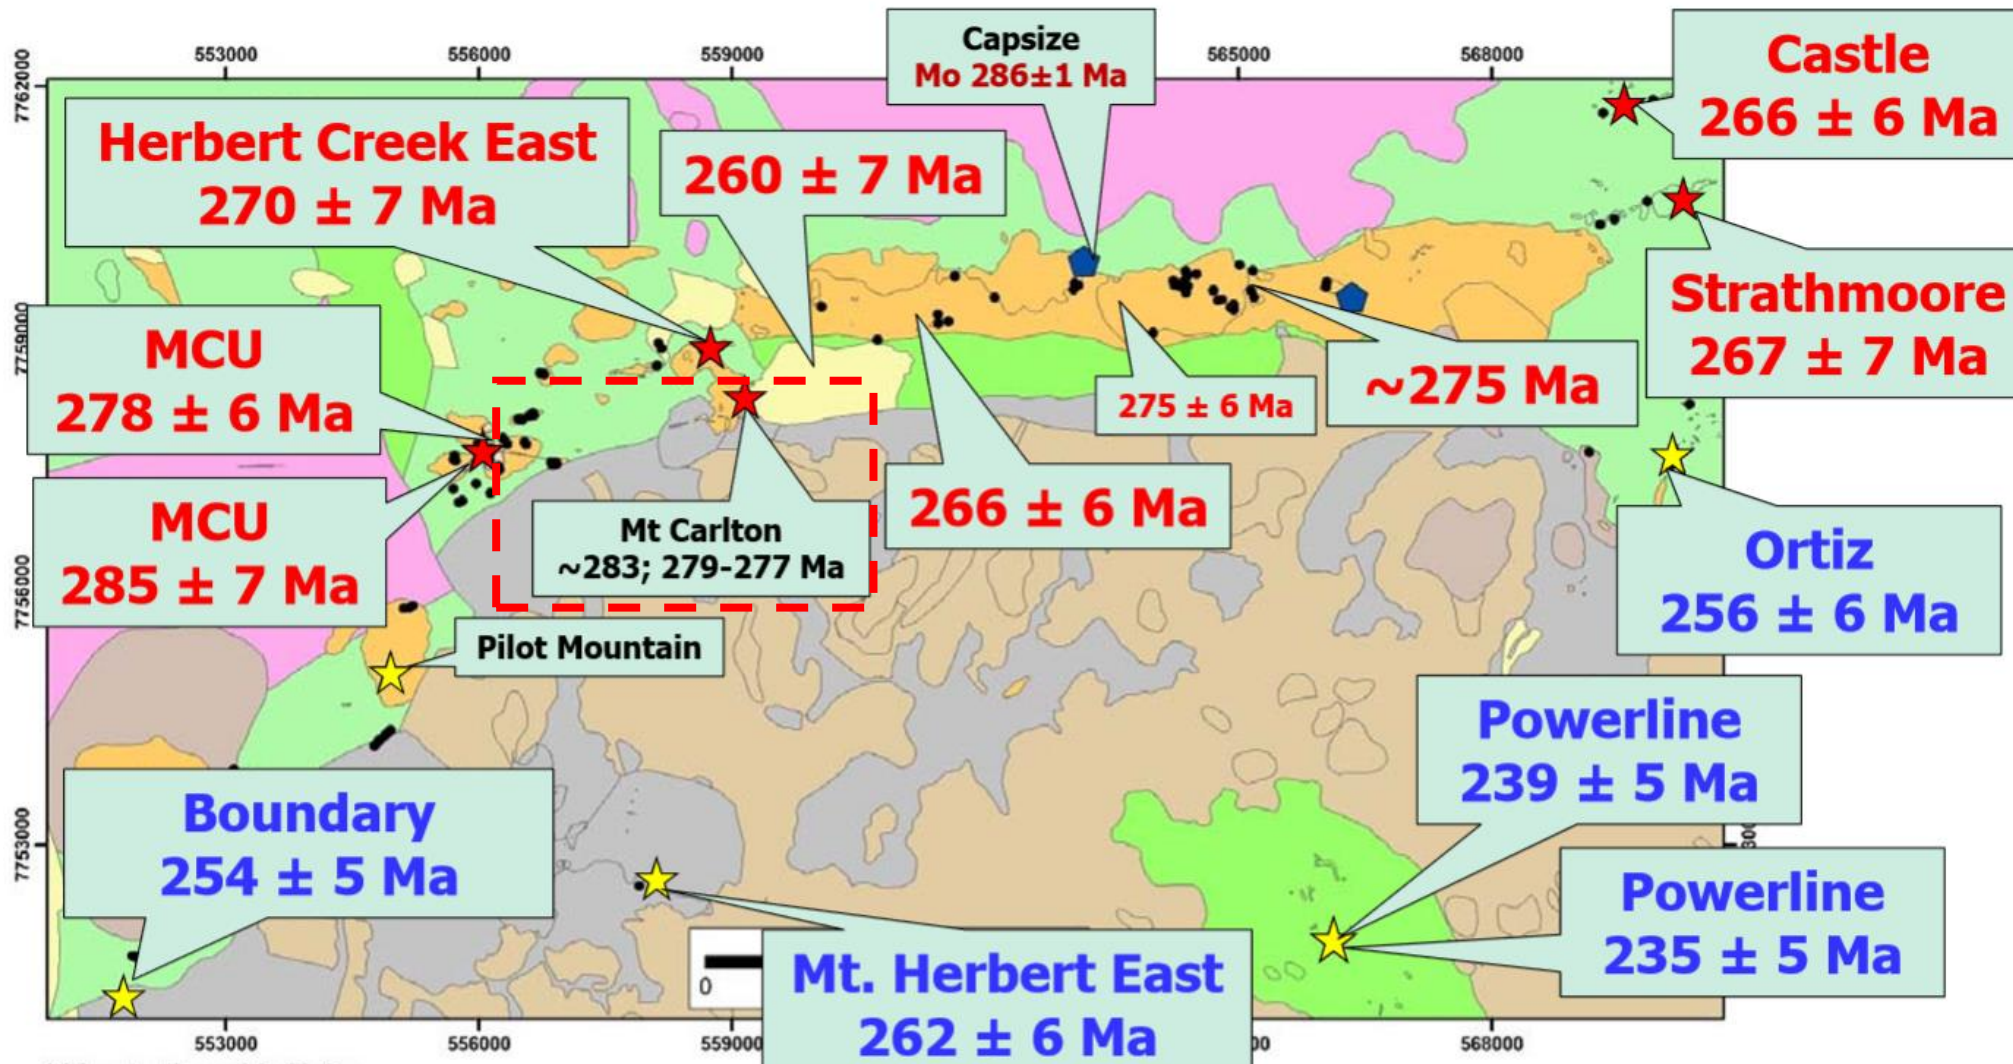 553000
556000
559000
565000
568000
7762000
7759000
7756000
7753000
Capsize
Mo 286±1 Ma
Castle
266 ± 6 Ma
Herbert Creek East
270 ± 7 Ma
260 ± 7 Ma
Strathmoore
267 ± 7 Ma
MCU
278 ± 6 Ma
275 ± 6 Ma
~275 Ma
MCU
285 ± 7 Ma
Mt Carlton
~283; 279-277 Ma
266 ± 6 Ma
Ortiz
256 ± 6 Ma
Pilot Mountain
Powerline
239 ± 5 Ma
Boundary
254 ± 5 Ma
Powerline
235 ± 5 Ma
Mt. Herbert East
262 ± 6 Ma
0
553000
556000
559000
568000